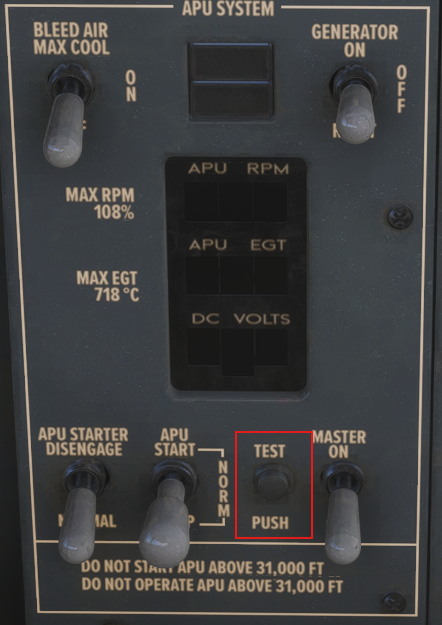 APU SYSTEM
BLEED AIR
MAX COOL
ON
GENERATOR
ON
OFF
MAX RPM
108%
APU RPM
APU EGT
MAX EGT
718 °C
DC VOLTS
APU STARTER
DISENGAGE
APU
START
NORM
TEST
PUSH
MASTER
ON
DO NOT START APU ABOVE 31,000 FT
DO NOT OPERATE APU ABOVE 31,000 FT